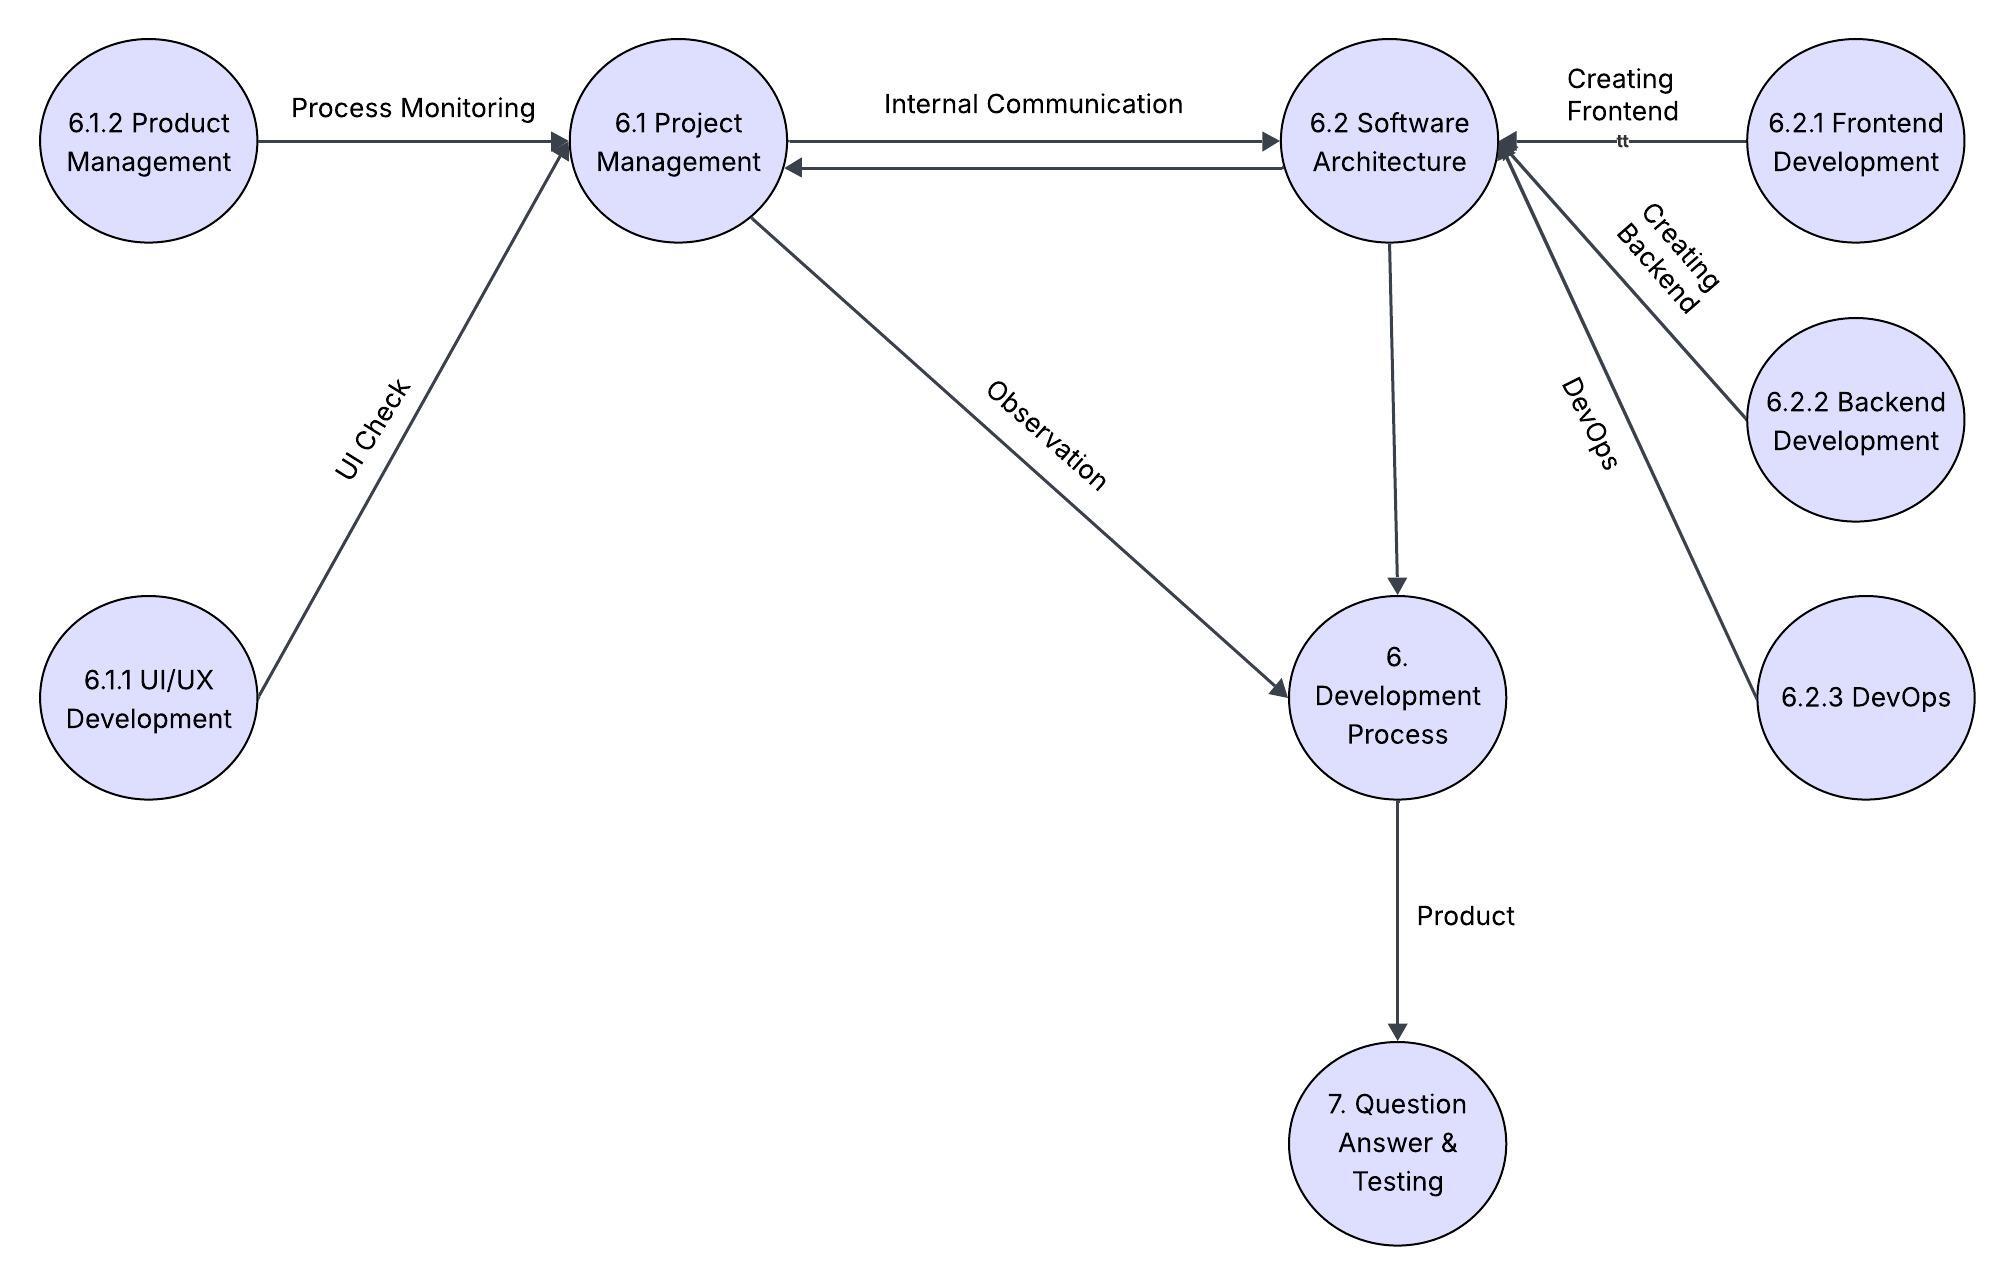 6.1.2 Product
Management
Process Monitoring
6.1 Project
Management
Internal Communication
6.2 Software
Architecture
Creating
Frontend
tt
6.2.1 Frontend
Development
Creating
Backend
6.2.2 Backend
Development
UI Check
Observation
DevOps
6.1.1 UI/UX
Development
6.
Development
Process
6.2.3 DevOps
Product
7. Question
Answer &
Testing